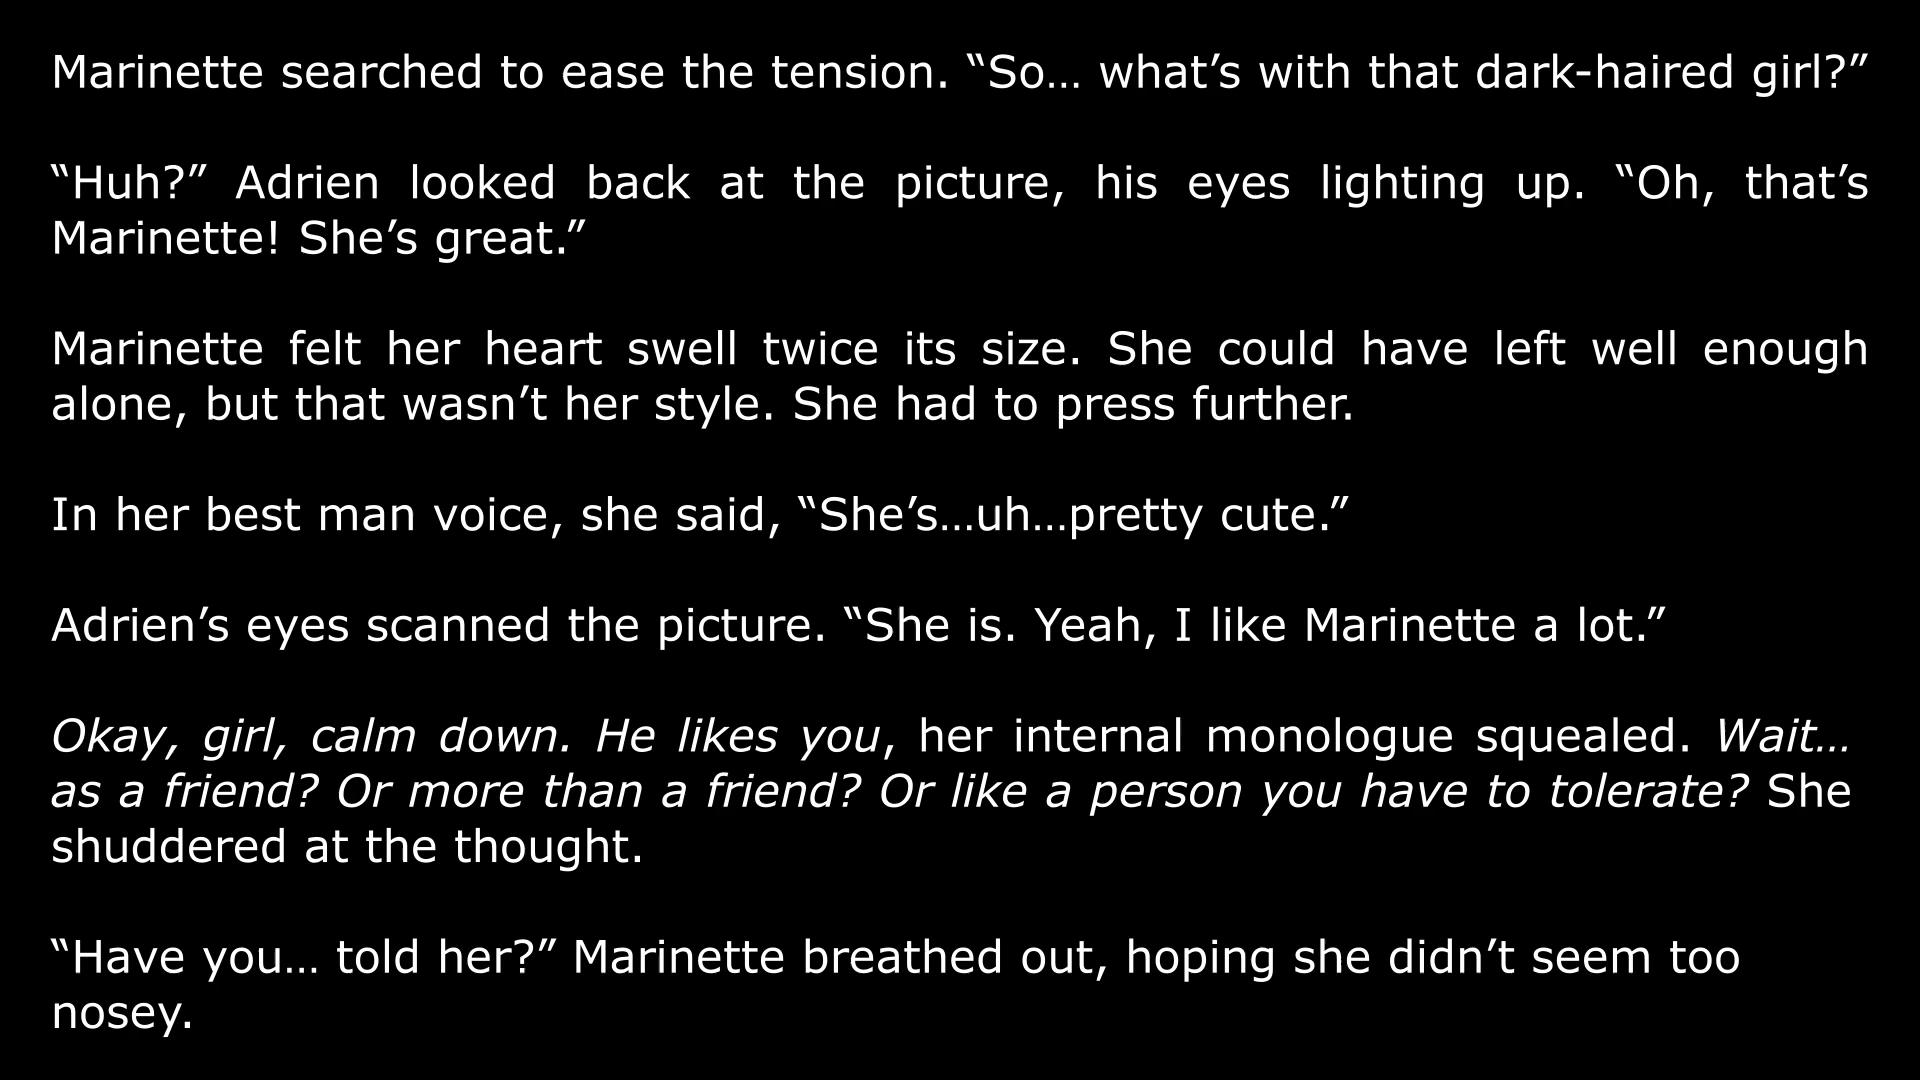 Marinette searched to ease the tension. “So… what’s with that dark-haired girl?”
“Huh?” Adrien looked back at the picture, his eyes lighting up. “Oh, that’s
Marinette! She’s great.”
Marinette felt her heart swell twice its size. She could have left well enough
alone, but that wasn’t her style. She had to press further.
In her best man voice, she said, “She’s…uh…pretty cute.”
Adrien’s eyes scanned the picture. “She is. Yeah, I like Marinette a lot.”
Okay, girl, calm down. He likes you, her internal monologue squealed. Wait…
as a friend? Or more than a friend? Or like a person you have to tolerate? She
shuddered at the thought.
“Have you… told her?” Marinette breathed out, hoping she didn’t seem too
nosey.